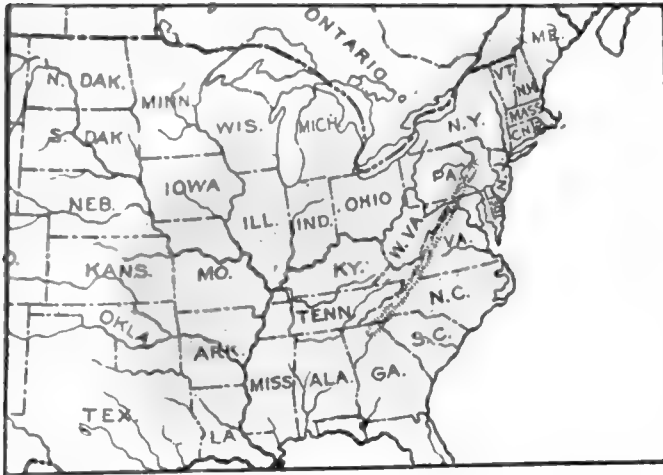 ONTARIO
ME.
VT.
N.H.
MASS
N. DAK.
MINN.
WIS.
MICH.
N.Y.
S. DAK
IOWA
PA.
NEB.
ILL.
IND.
OHIO
W.VA.
VA.
KANS.
MO.
KY.
N.C.
OKLA
TENN.
S.C.
ARK.
MISS.
ALA.
GA.
TEX.
LA